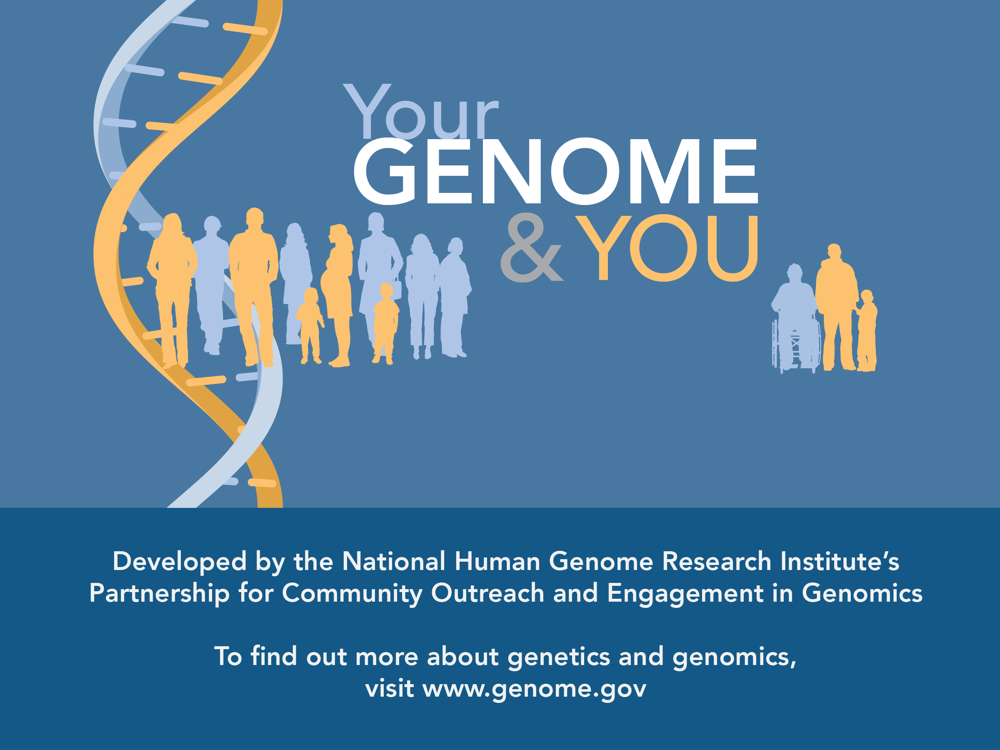 Your
GENOME
& YOU
Developed by the National Human Genome Research Institute‘s
Partnership for Community Outreach and Engagement in Genomics
To find out more about genetics and genomics,
visit www.genome.gov